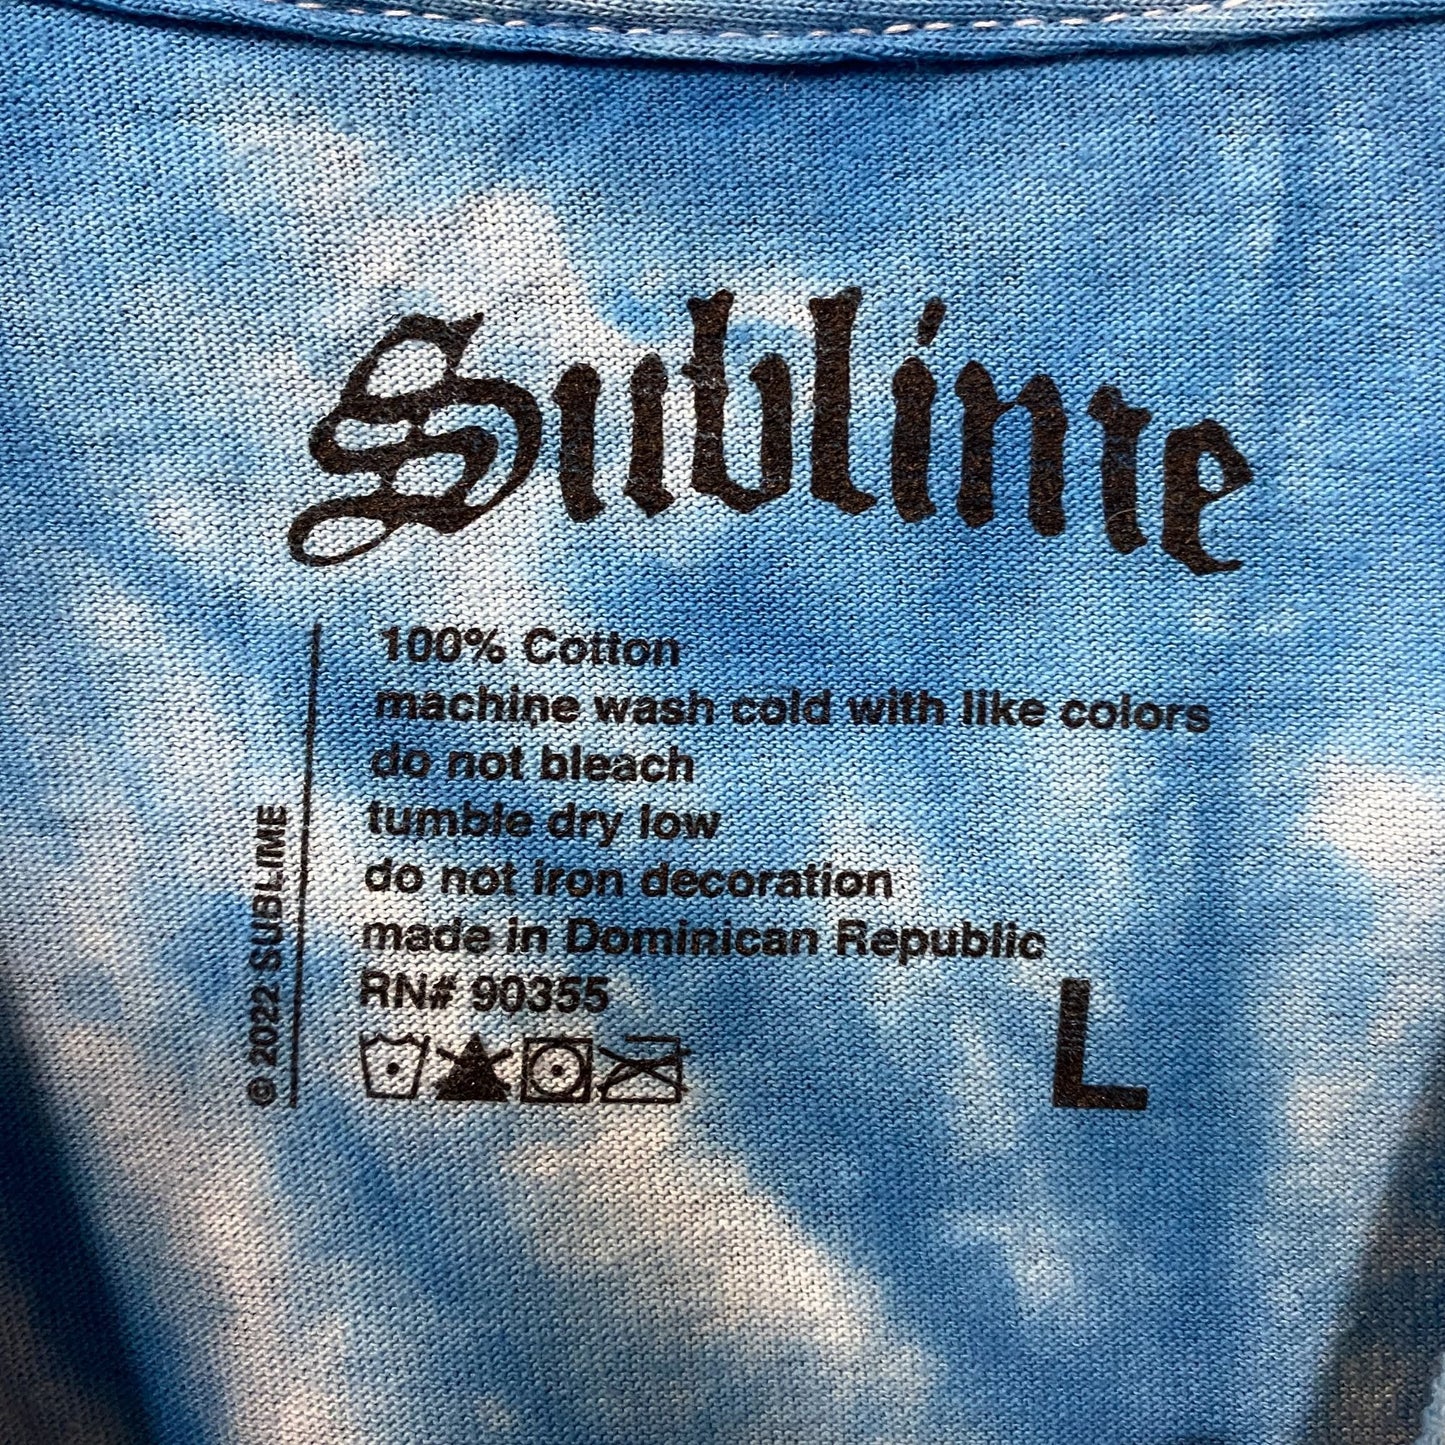 Sublime
100% Cotton
machine wash cold with like colors
do not bleach
tumble dry low
do not iron decoration
made in Dominican Republic
RN# 90355
L
© 2022 SUBLIME